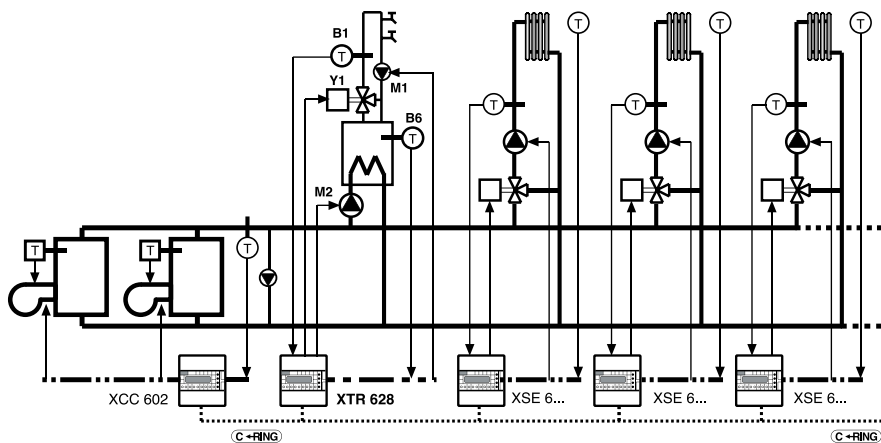 T
T
T
T
B1
T
Y1
M1
B6
T
T
T
T
M2
T
T
T
XCC 602
XTR 628
XSE 6...
XSE 6...
XSE 6...
C RING
C RING